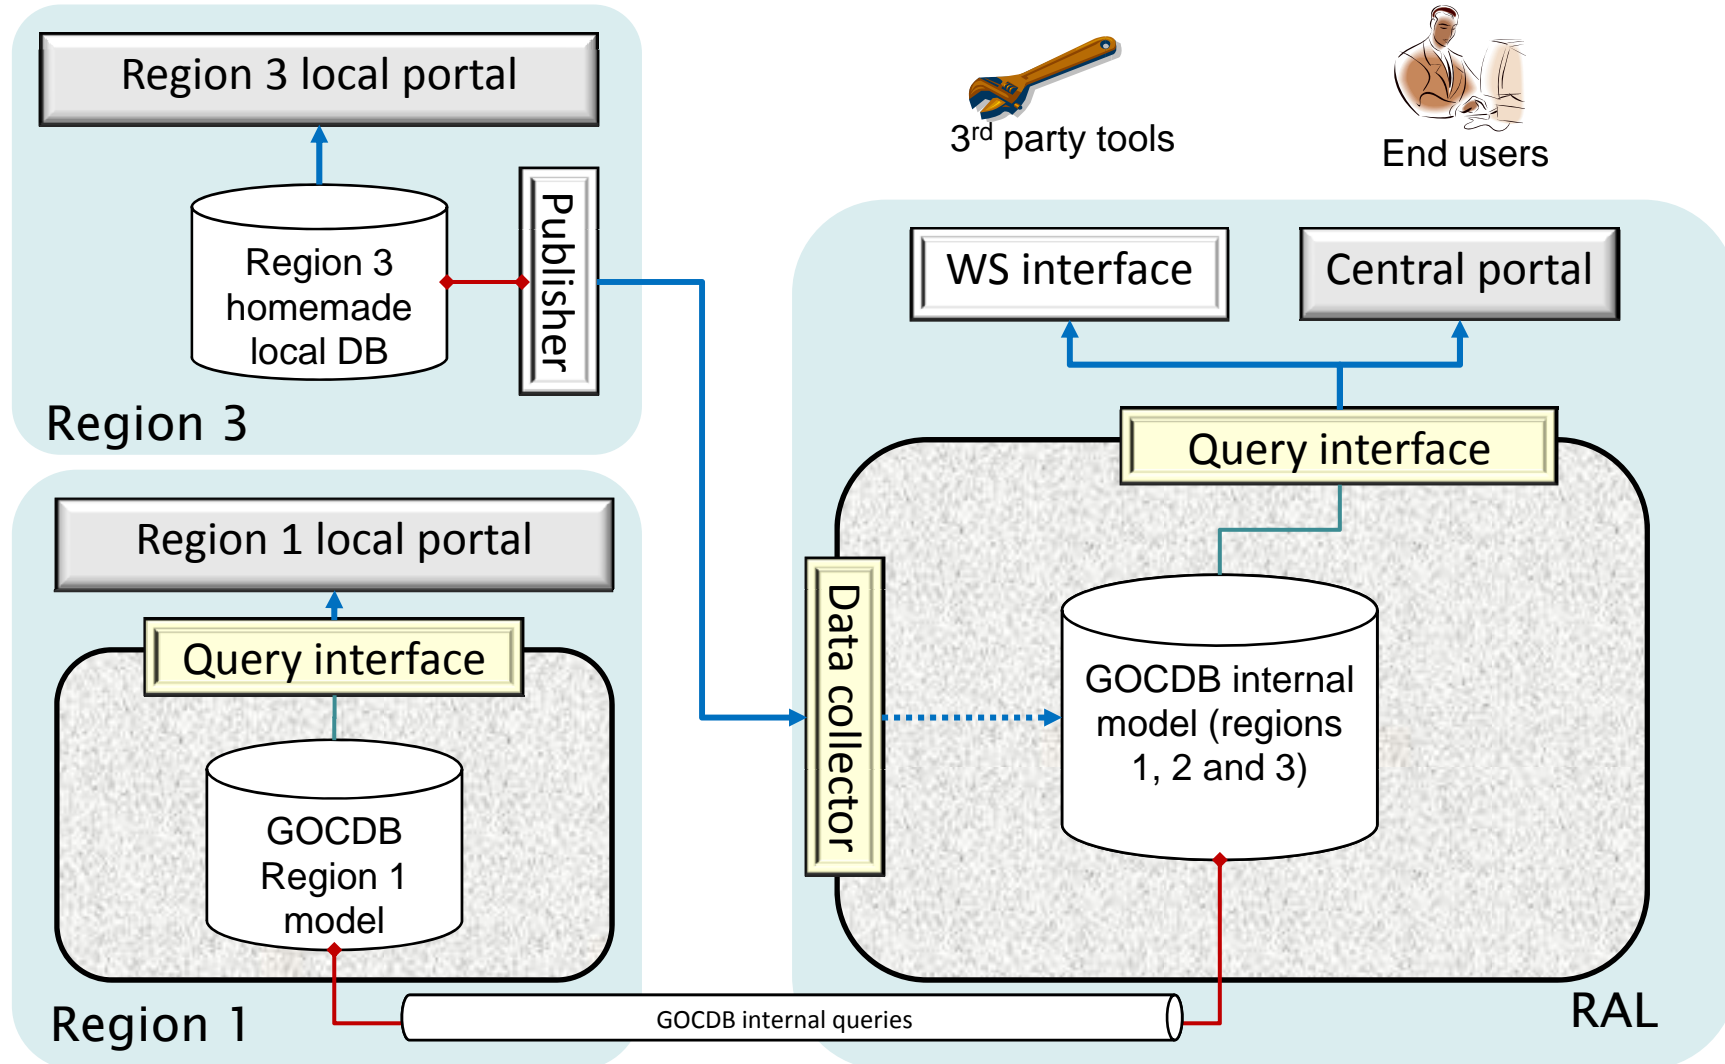 Region 3 local portal
Region 3
homemade
local DB
Publisher
Region 3
3rd party tools
End users
WS interface
Central portal
Query interface
Region 1 local portal
Query interface
GOCDB
Region 1
model
Region 1
Data collector
GOCDB internal
model (regions
1, 2 and 3)
GOCDB internal queries
RAL